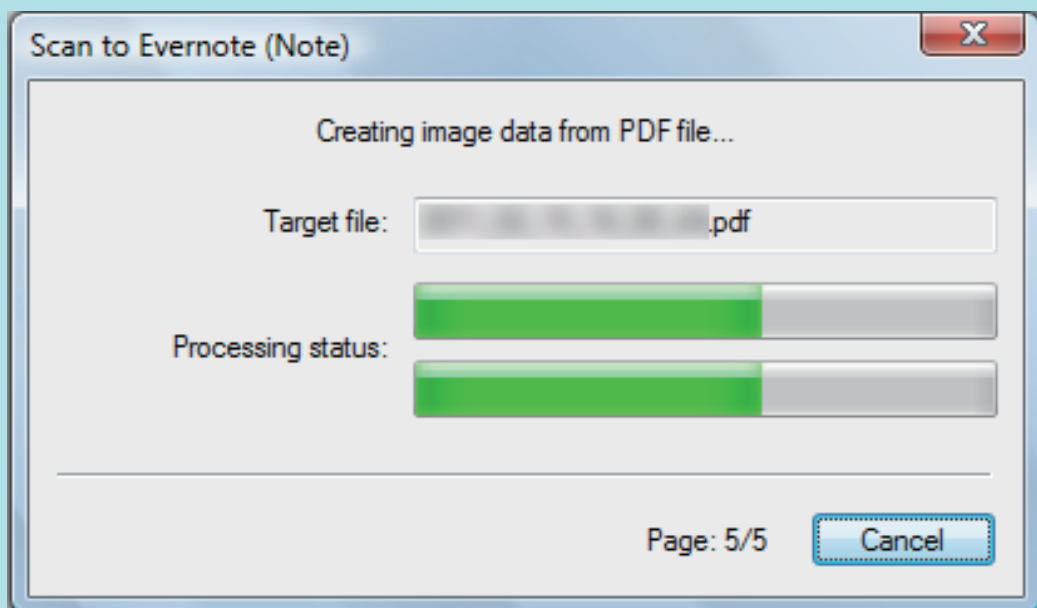 Scan to Evernote (Note)
Creating image data from PDF file...
Target file: .pdf
Processing status:
Page: 5/5 Cancel